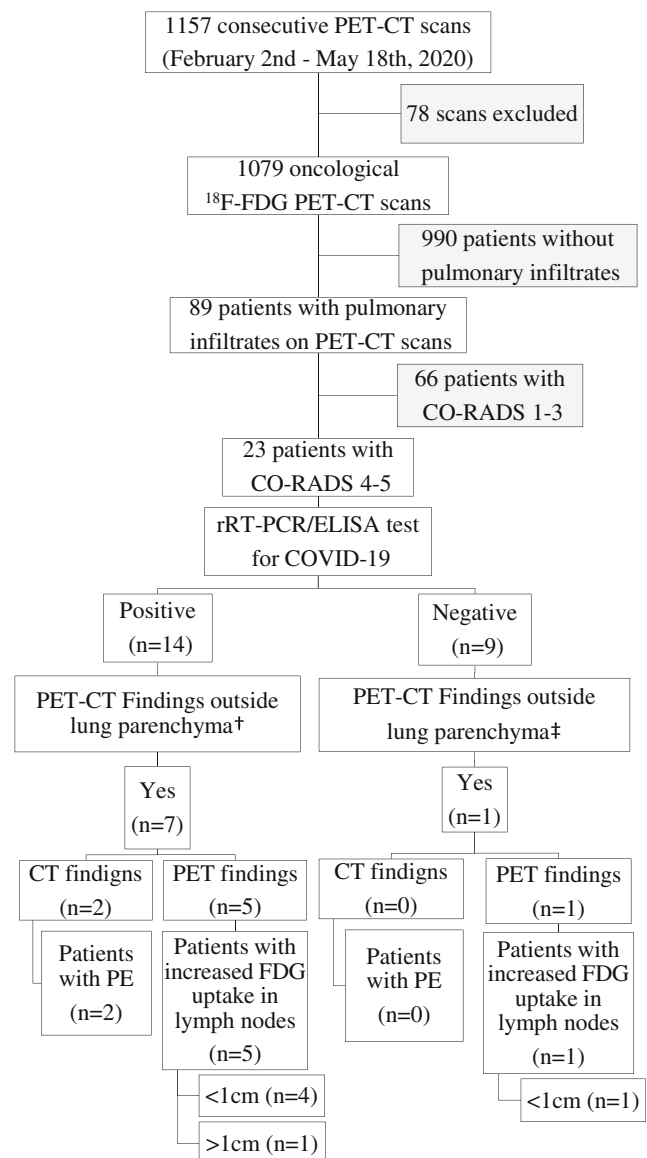 1157 consecutive PET-CT scans
(February 2nd - May 18th, 2020)
78 scans excluded
1079 oncological
¹⁸F-FDG PET-CT scans
990 patients without
pulmonary infiltrates
89 patients with pulmonary
infiltrates on PET-CT scans
66 patients with
CO-RADS 1-3
23 patients with
CO-RADS 4-5
rRT-PCR/ELISA test
for COVID-19
Positive
(n=14)
Negative
(n=9)
PET-CT Findings outside
lung parenchyma†
PET-CT Findings outside
lung parenchyma‡
Yes
(n=7)
Yes
(n=1)
CT findigns
(n=2)
PET findings
(n=5)
CT findigns
(n=0)
PET findings
(n=1)
Patients
with PE
(n=2)
Patients with
increased FDG
uptake in
lymph nodes
(n=5)
Patients
with PE
(n=0)
Patients with
increased FDG
uptake in
lymph nodes
(n=1)
<1cm (n=4)
>1cm (n=1)
<1cm (n=1)